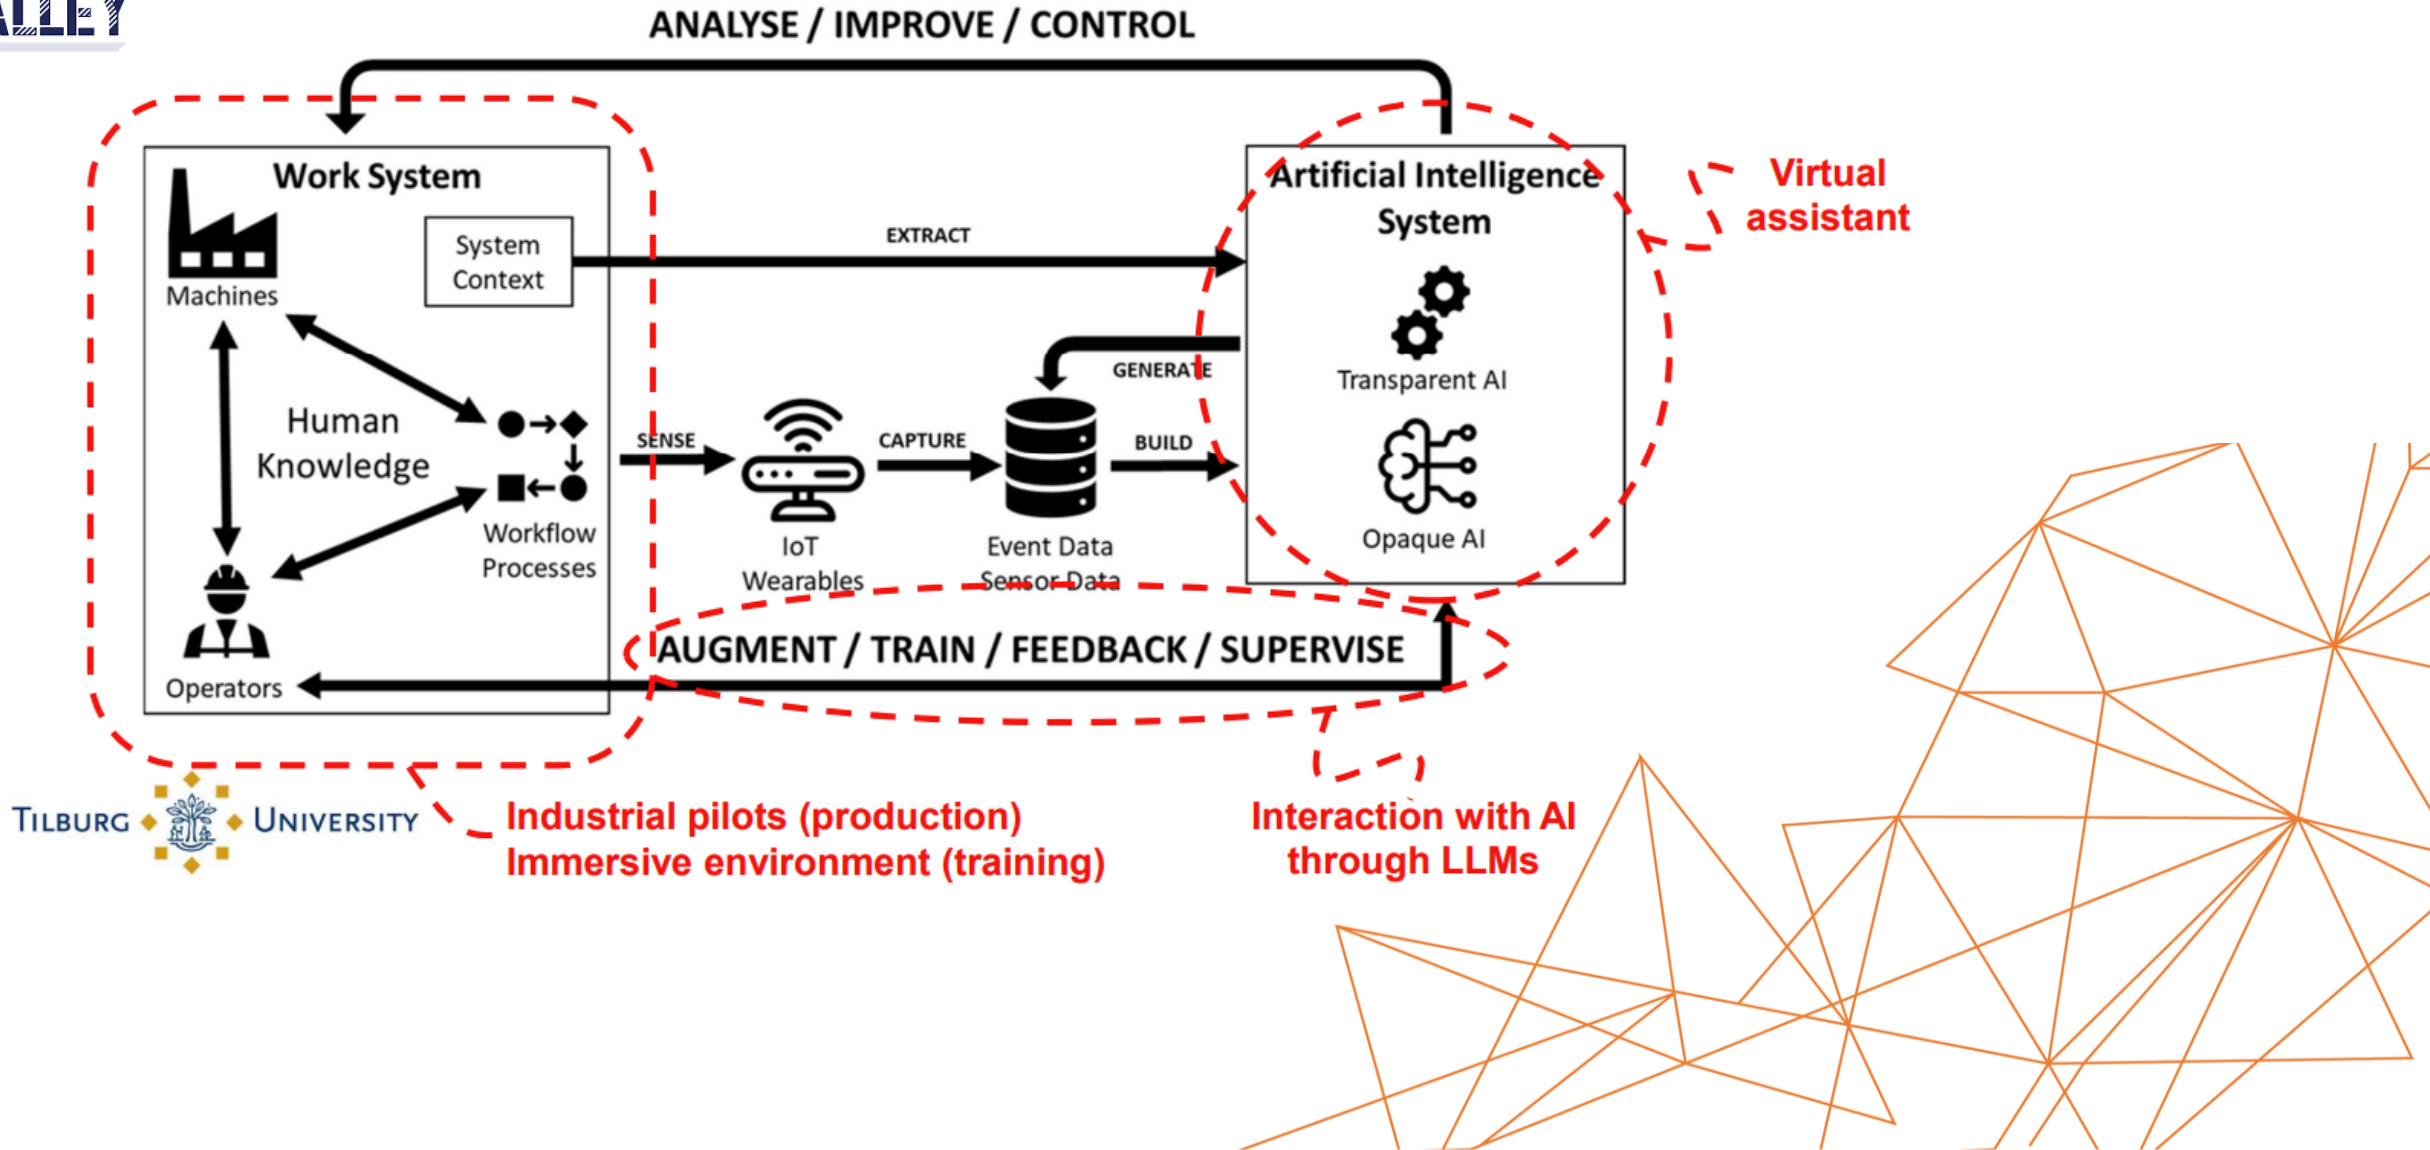 ANALYSE / IMPROVE / CONTROL
Work System
System
Context
Machines
Human
Knowledge
Workflow
Processes
Operators
EXTRACT
SENSE
CAPTURE
GENERATE
BUILD
IoT
Wearables
Event Data
Sensor Data
Artificial Intelligence
System
Transparent AI
Opaque AI
Virtual
assistant
AUGMENT / TRAIN / FEEDBACK / SUPERVISE
TILBURG UNIVERSITY
Industrial pilots (production)
Immersive environment (training)
Interaction with AI
through LLMs